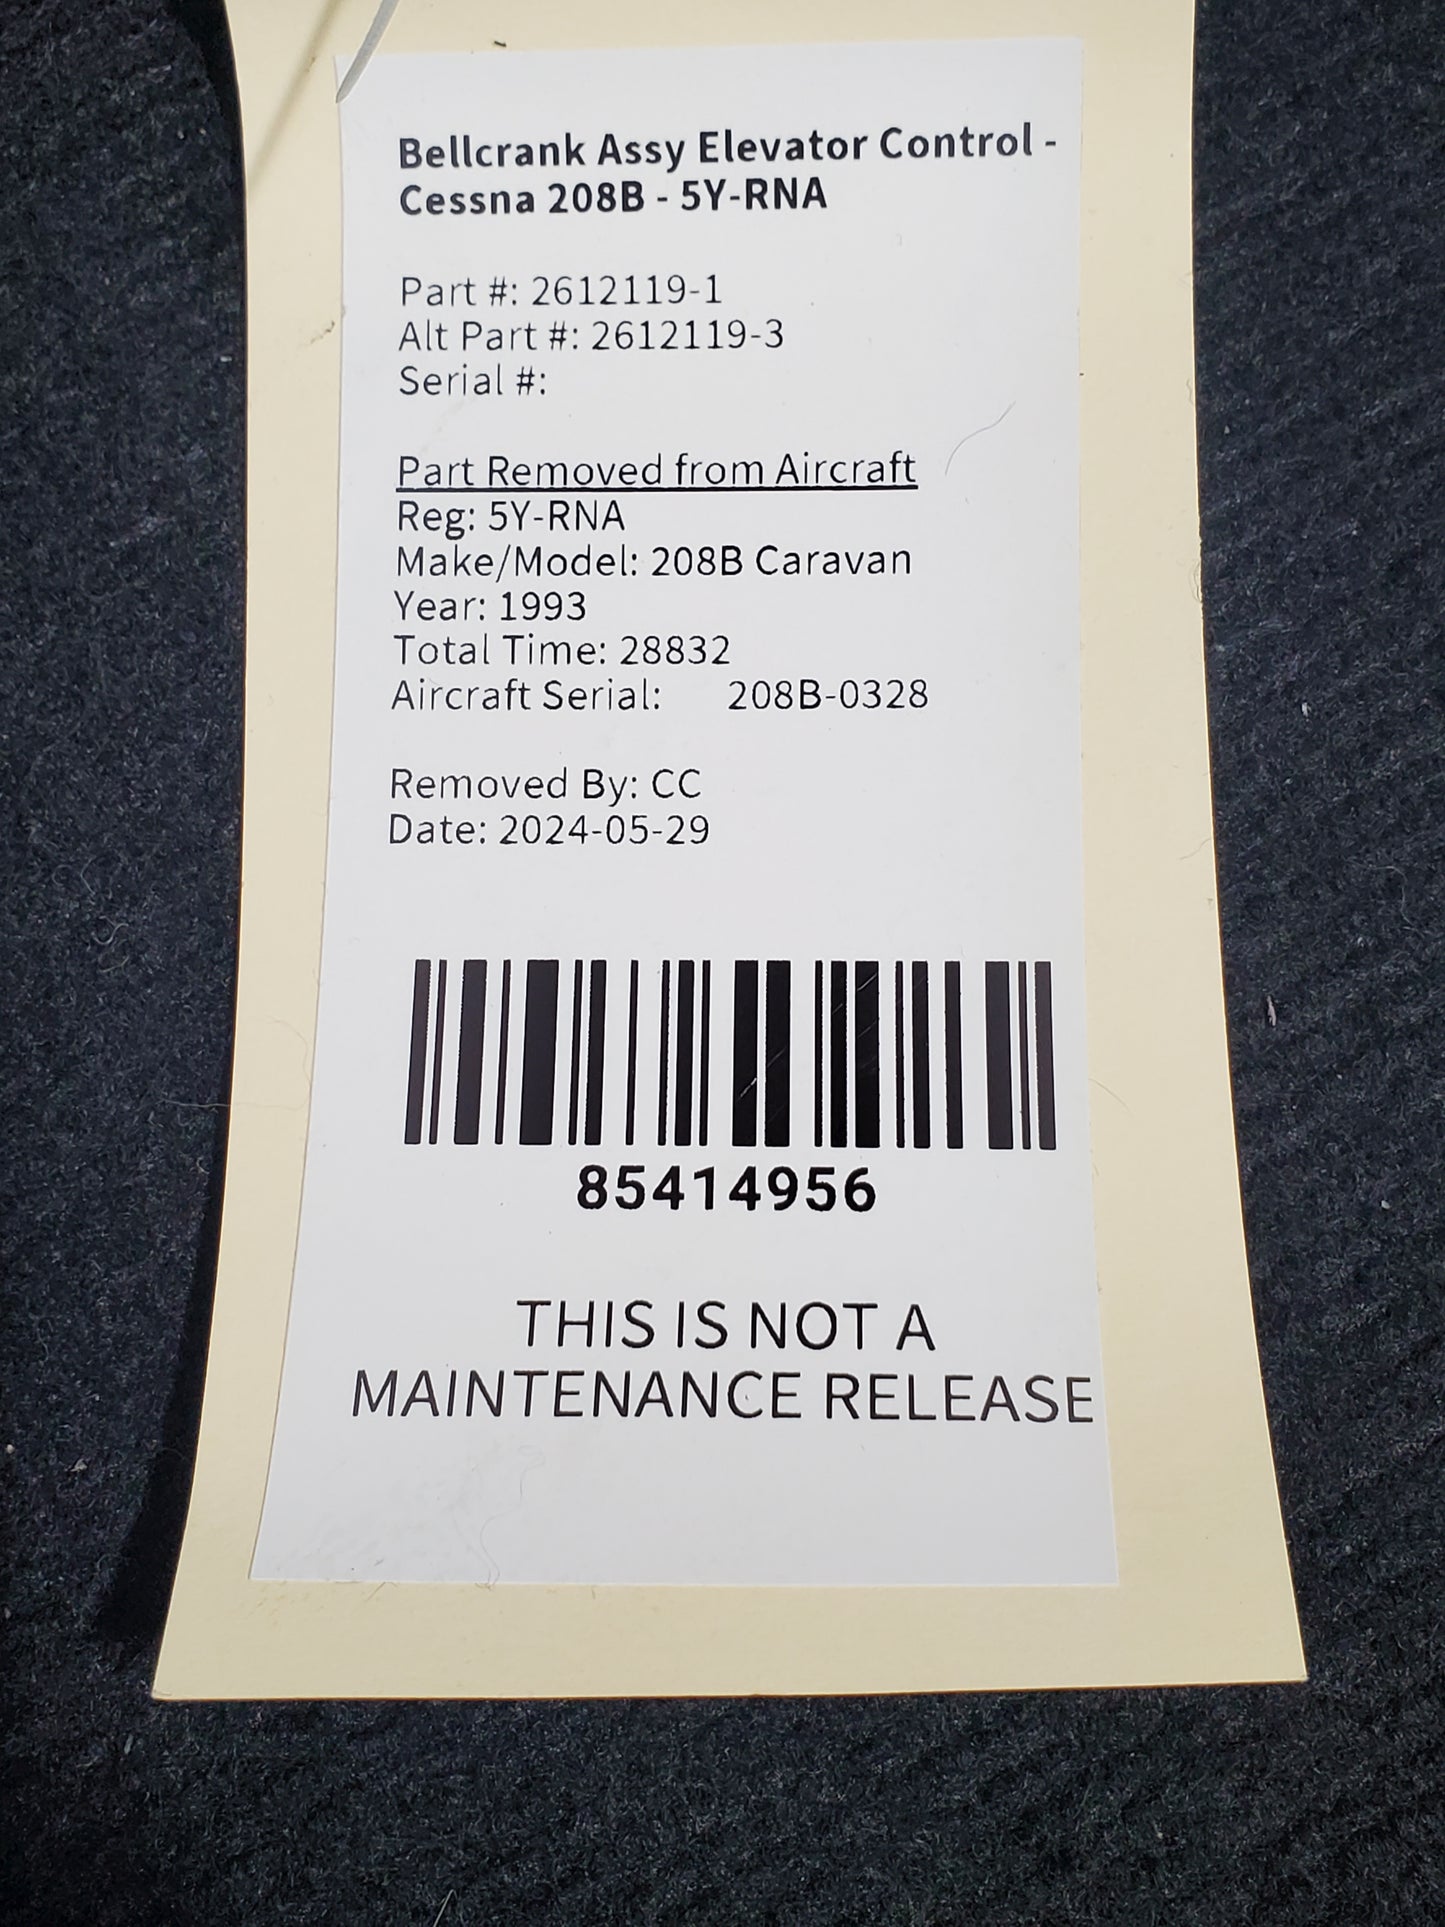 Bellcrank Assy Elevator Control -
Cessna 208B - 5Y-RNA
Part #: 2612119-1
Alt Part #: 2612119-3
Serial #:
Part Removed from Aircraft
Reg: 5Y-RNA
Make/Model: 208B Caravan
Year: 1993
Total Time: 28832
Aircraft Serial: 208B-0328
Removed By: CC
Date: 2024-05-29
85414956
THIS IS NOT A
MAINTENANCE RELEASE